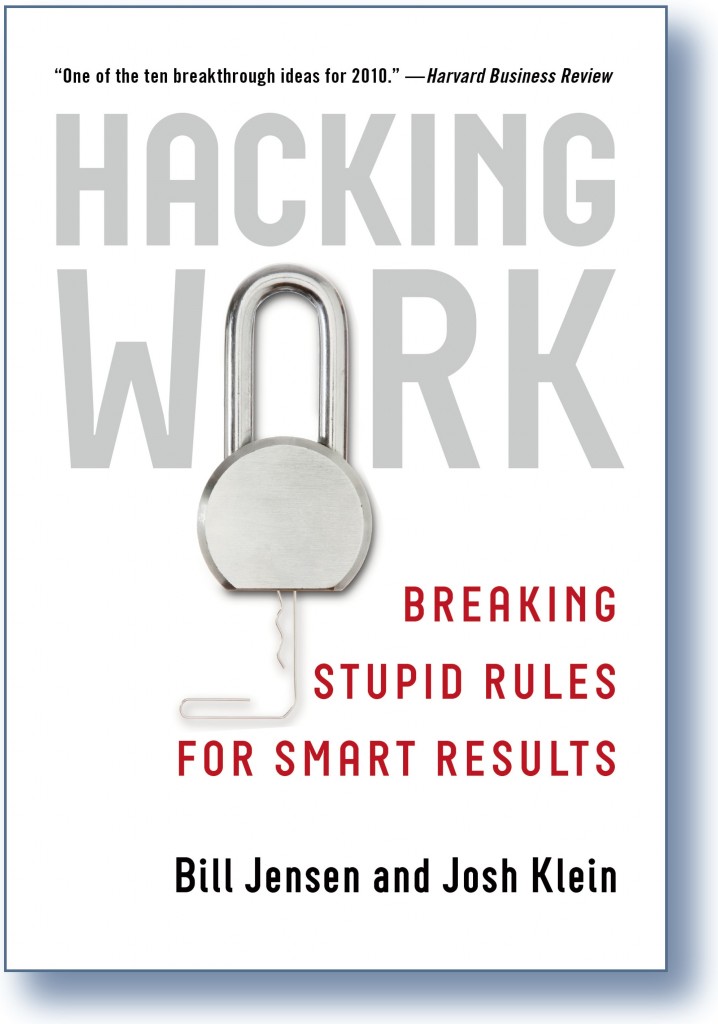 “One of the ten breakthrough ideas for 2010.” —Harvard Business Review
HACKING
WORK
BREAKING
STUPID RULES
FOR SMART RESULTS
Bill Jensen and Josh Klein